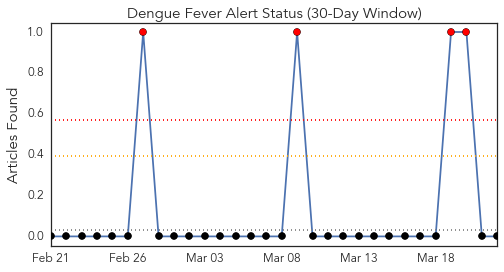 Dengue Fever Alert Status (30-Day Window)
Articles Found
1.0
0.8
0.6
0.4
0.2
0.0
Feb 21 Feb 26 Mar 03 Mar 08 Mar 13 Mar 18